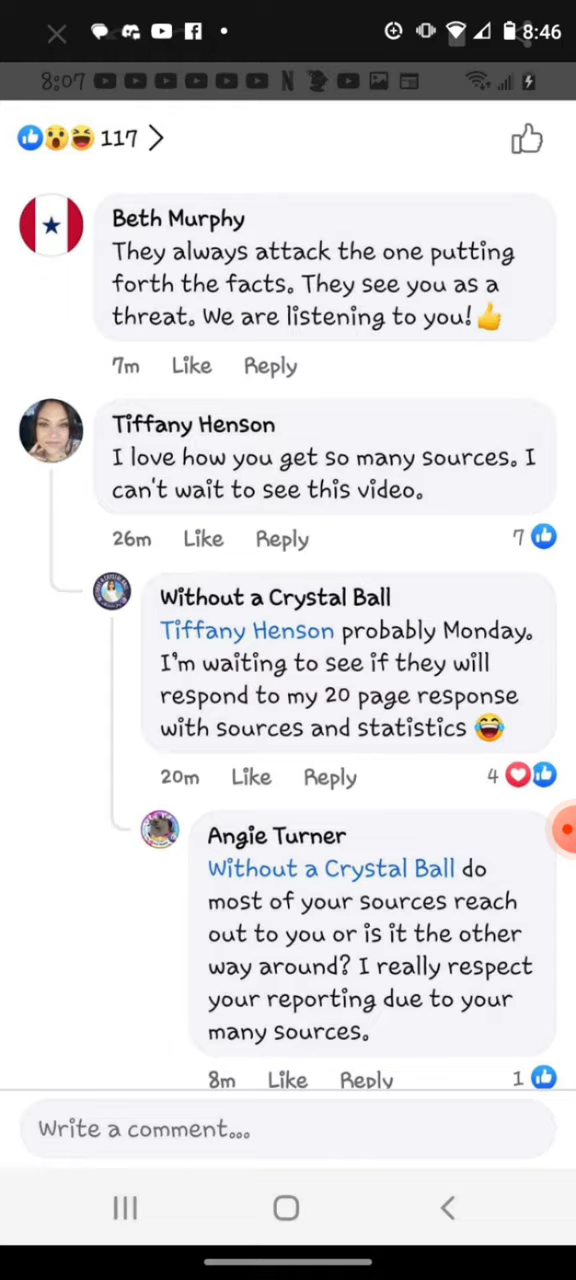 8:46
8:07
117
Beth Murphy
They always attack the one putting
forth the facts. They see you as a
threat. We are listening to you!👍
7m Like Reply
Tiffany Henson
I love how you get so many sources. I
can't wait to see this video.
26m Like Reply 7
Without a Crystal Ball
Tiffany Henson probably Monday.
I'm waiting to see if they will
respond to my 20 page response
with sources and statistics 😂
20m Like Reply 4
Angie Turner
Without a Crystal Ball do
most of your sources reach
out to you or is it the other
way around? I really respect
your reporting due to your
many sources.
8m Like Reply 1
Write a comment...